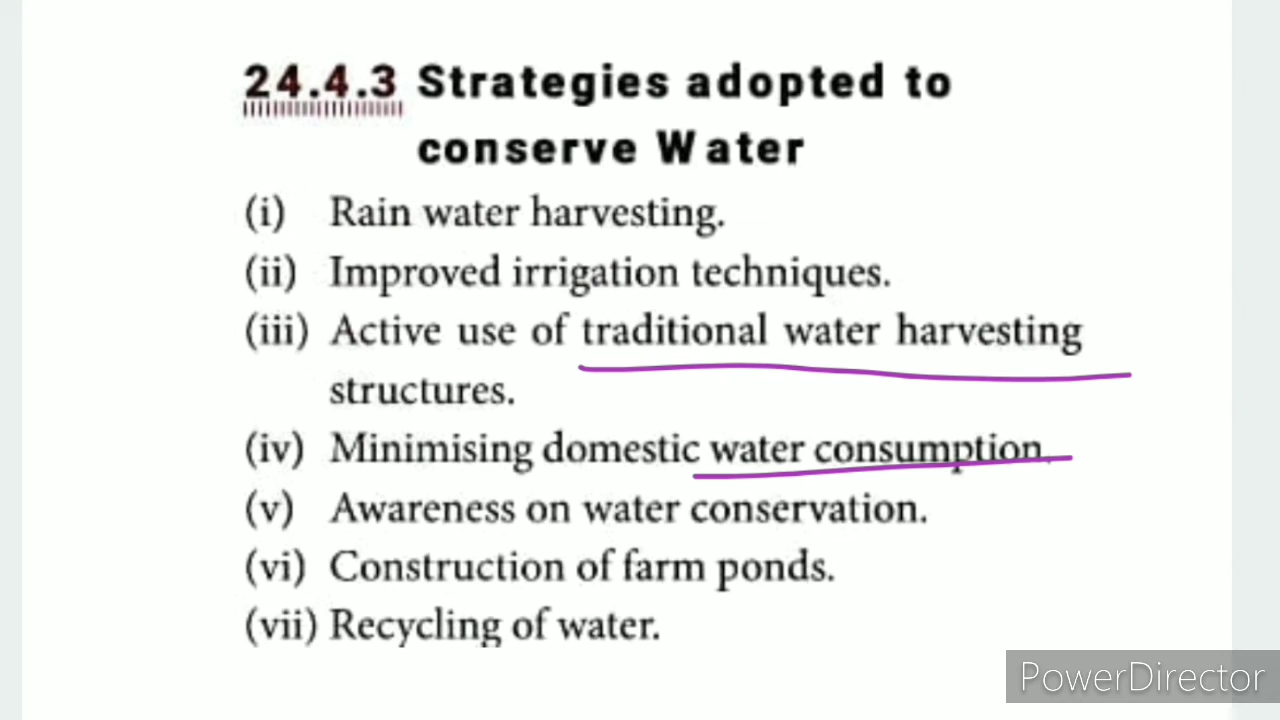 24.4.3 Strategies adopted to
conserve Water
(i) Rain water harvesting.
(ii) Improved irrigation techniques.
(iii) Active use of traditional water harvesting
structures.
(iv) Minimising domestic water consumption.
(v) Awareness on water conservation.
(vi) Construction of farm ponds.
(vii) Recycling of water.
PowerDirector